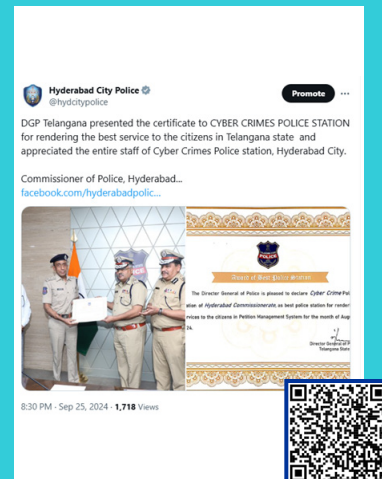 Hyderabad City Police
@hydcitypolice
Promote
DGP Telangana presented the certificate to CYBER CRIMES POLICE STATION
for rendering the best service to the citizens in Telangana state and
appreciated the entire staff of Cyber Crimes Police station, Hyderabad City.
Commissioner of Police, Hyderabad...
facebook.com/hyderabadpolic...
POLICE
POLICE
Award of Best Police Station
The Director General of Police is pleased to declare Cyber Crime Pol
ation of Hyderabad Commissionerate, as best police station for render
rvices to the citizens in Petition Management System for the month of Aug
24.
Director General of P
Telangana State
8:30 PM · Sep 25, 2024 · 1,718 Views